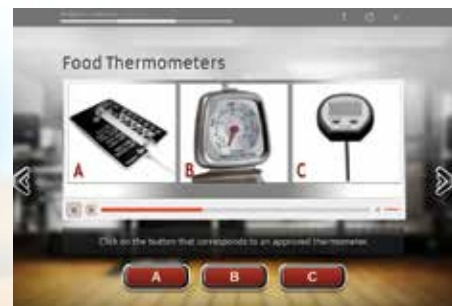 Food Thermometers
A
B
C
Click on the button that corresponds to an approved thermometer.
A
B
C